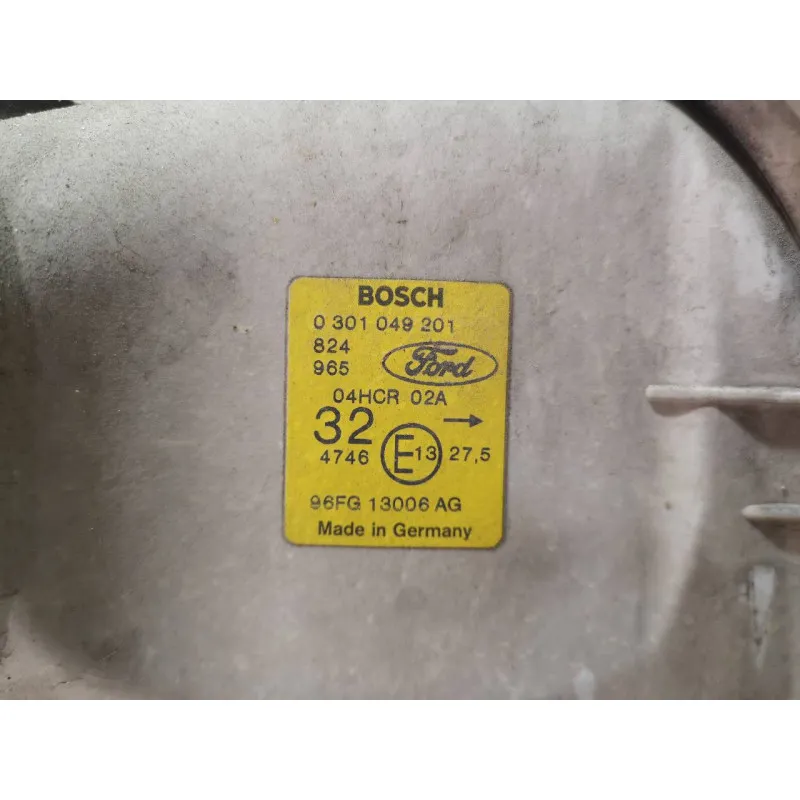 BOSCH
0 301 049 201
824
965
Ford
04HCR 02A
32 →
4746 E13 27,5
96FG 13006 AG
Made in Germany